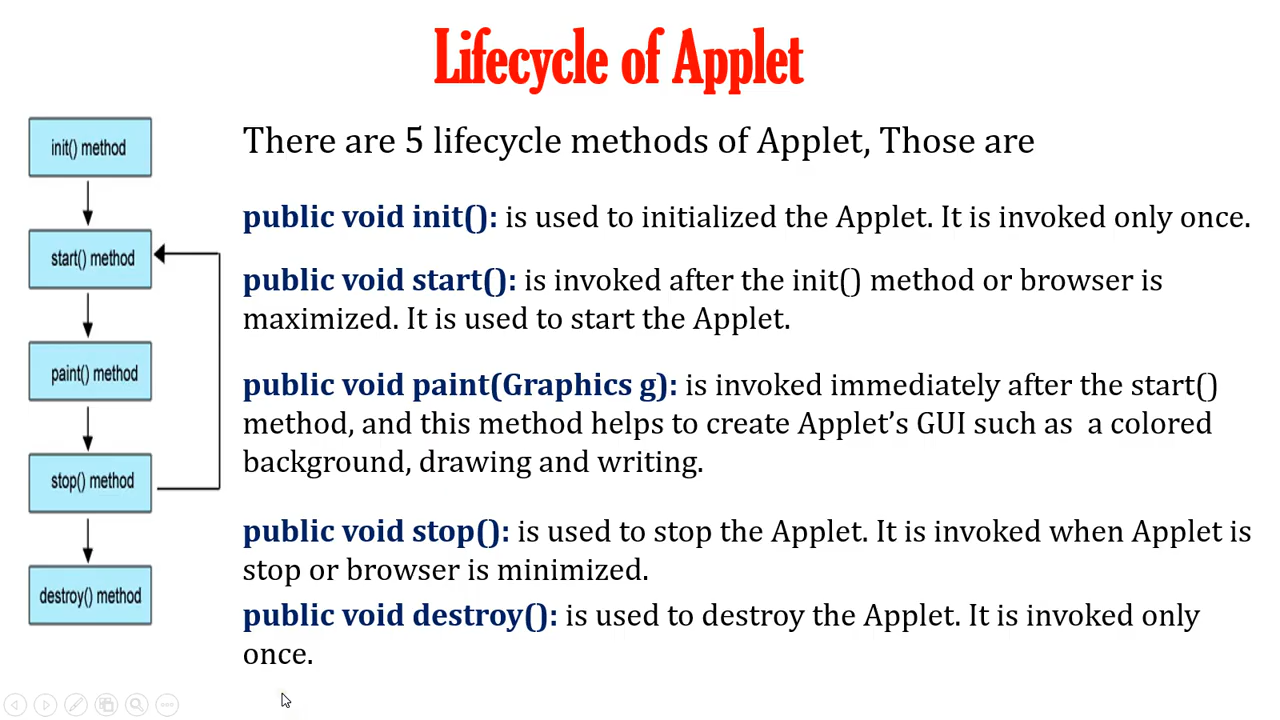 Lifecycle of Applet
There are 5 lifecycle methods of Applet, Those are
init() method
start() method
paint() method
stop() method
destroy() method
public void init(): is used to initialized the Applet. It is invoked only once.
public void start(): is invoked after the init() method or browser is
maximized. It is used to start the Applet.
public void paint(Graphics g): is invoked immediately after the start()
method, and this method helps to create Applet’s GUI such as a colored
background, drawing and writing.
public void stop(): is used to stop the Applet. It is invoked when Applet is
stop or browser is minimized.
public void destroy(): is used to destroy the Applet. It is invoked only
once.